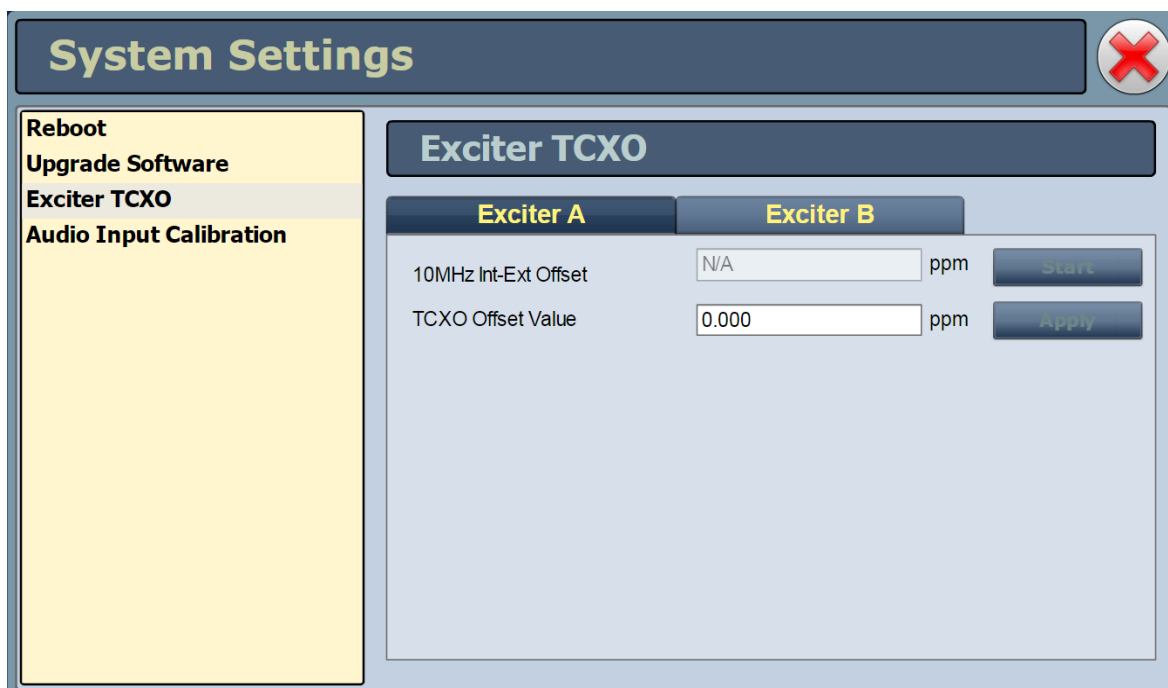 System Settings
Reboot
Upgrade Software
Exciter TCXO
Audio Input Calibration
Exciter TCXO
Exciter A Exciter B
10MHz Int-Ext Offset N/A ppm Start
TCXO Offset Value 0.000 ppm Apply